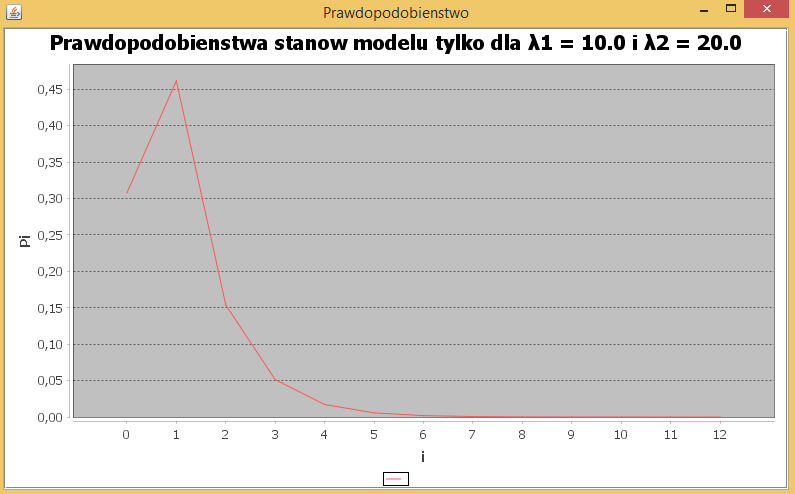 Prawdopodobienstwo
Prawdopodobienstwa stanow modelu tylko dla λ1 = 10.0 i λ2 = 20.0
0,45
0,40
0,35
0,30
0,25
0,20
0,15
0,10
0,05
0,00
Pi
0 1 2 3 4 5 6 7 8 9 10 11 12
i